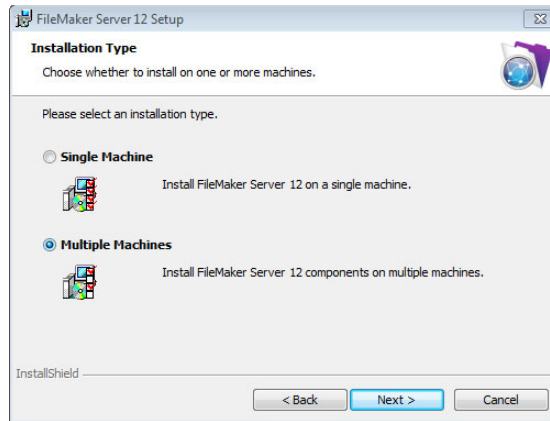 FileMaker Server 12 Setup
Installation Type
Choose whether to install on one or more machines.
Please select an installation type.
Single Machine
Install FileMaker Server 12 on a single machine.
Multiple Machines
Install FileMaker Server 12 components on multiple machines.
InstallShield
< Back Next > Cancel